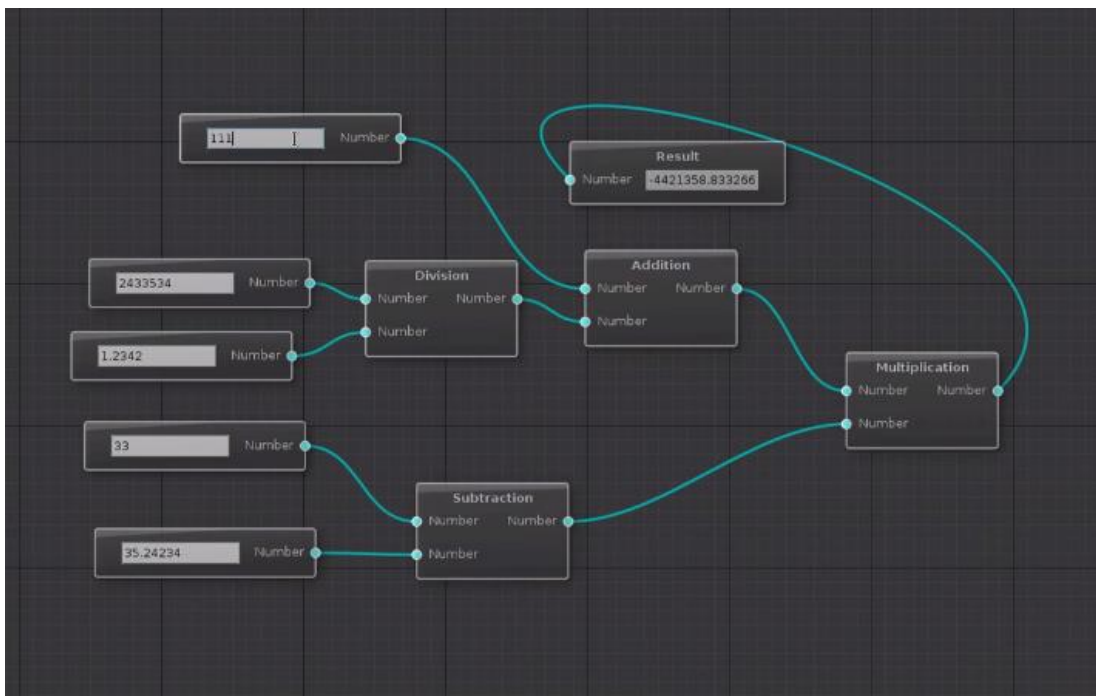 111 Number
Result
Number -4421358.833266
2433534 Number
1.2342 Number
Division
Number Number
Number
Addition
Number Number
Number
Multiplication
Number Number
Number
33 Number
35.24234 Number
Subtraction
Number Number
Number